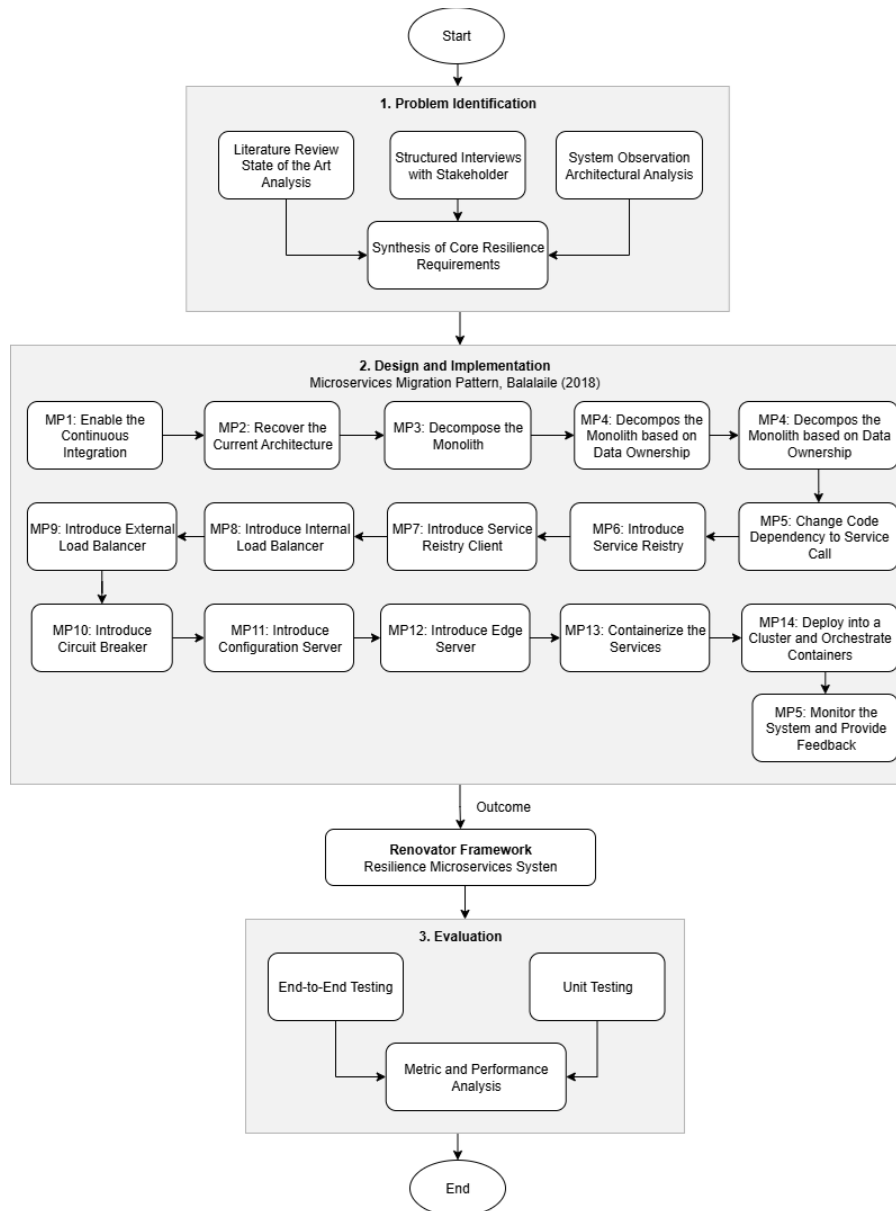 Start
1. Problem Identification
Literature Review
State of the Art
Analysis
Structured Interviews
with Stakeholder
System Observation
Architectural Analysis
Synthesis of Core Resilience
Requirements
2. Design and Implementation
Microservices Migration Pattern, Balalaile (2018)
MP1: Enable the
Continuous
Integration
MP2: Recover the
Current Architecture
MP3: Decompose the
Monolith
MP4: Decompos the
Monolith based on Data
Ownership
MP4: Decompos the
Monolith based on Data
Ownership
MP5: Change Code
Dependency to Service
Call
MP6: Introduce
Service Reistry
MP7: Introduce Service
Reistry Client
MP8: Introduce Internal
Load Balancer
MP9: Introduce External
Load Balancer
MP10: Introduce
Circuit Breaker
MP11: Introduce
Configuration Server
MP12: Introduce Edge
Server
MP13: Containerize the
Services
MP14: Deploy into a
Cluster and Orchestrate
Containers
MP5: Monitor the
System and Provide
Feedback
Outcome
Renovator Framework
Resilience Microservices Systen
3. Evaluation
End-to-End Testing
Unit Testing
Metric and Performance
Analysis
End